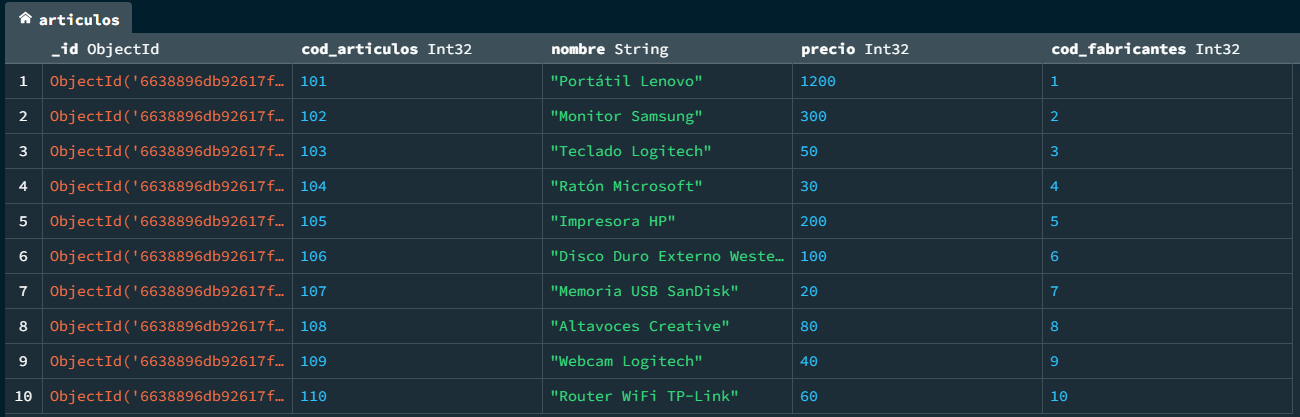 articulos
_id ObjectId cod_articulos Int32 nombre String precio Int32 cod_fabricantes Int32
1 ObjectId('6638896db92617f… 101 "Portátil Lenovo" 1200 1
2 ObjectId('6638896db92617f… 102 "Monitor Samsung" 300 2
3 ObjectId('6638896db92617f… 103 "Teclado Logitech" 50 3
4 ObjectId('6638896db92617f… 104 "Ratón Microsoft" 30 4
5 ObjectId('6638896db92617f… 105 "Impresora HP" 200 5
6 ObjectId('6638896db92617f… 106 "Disco Duro Externo Weste… 100 6
7 ObjectId('6638896db92617f… 107 "Memoria USB SanDisk" 20 7
8 ObjectId('6638896db92617f… 108 "Altavoces Creative" 80 8
9 ObjectId('6638896db92617f… 109 "Webcam Logitech" 40 9
10 ObjectId('6638896db92617f… 110 "Router WiFi TP-Link" 60 10